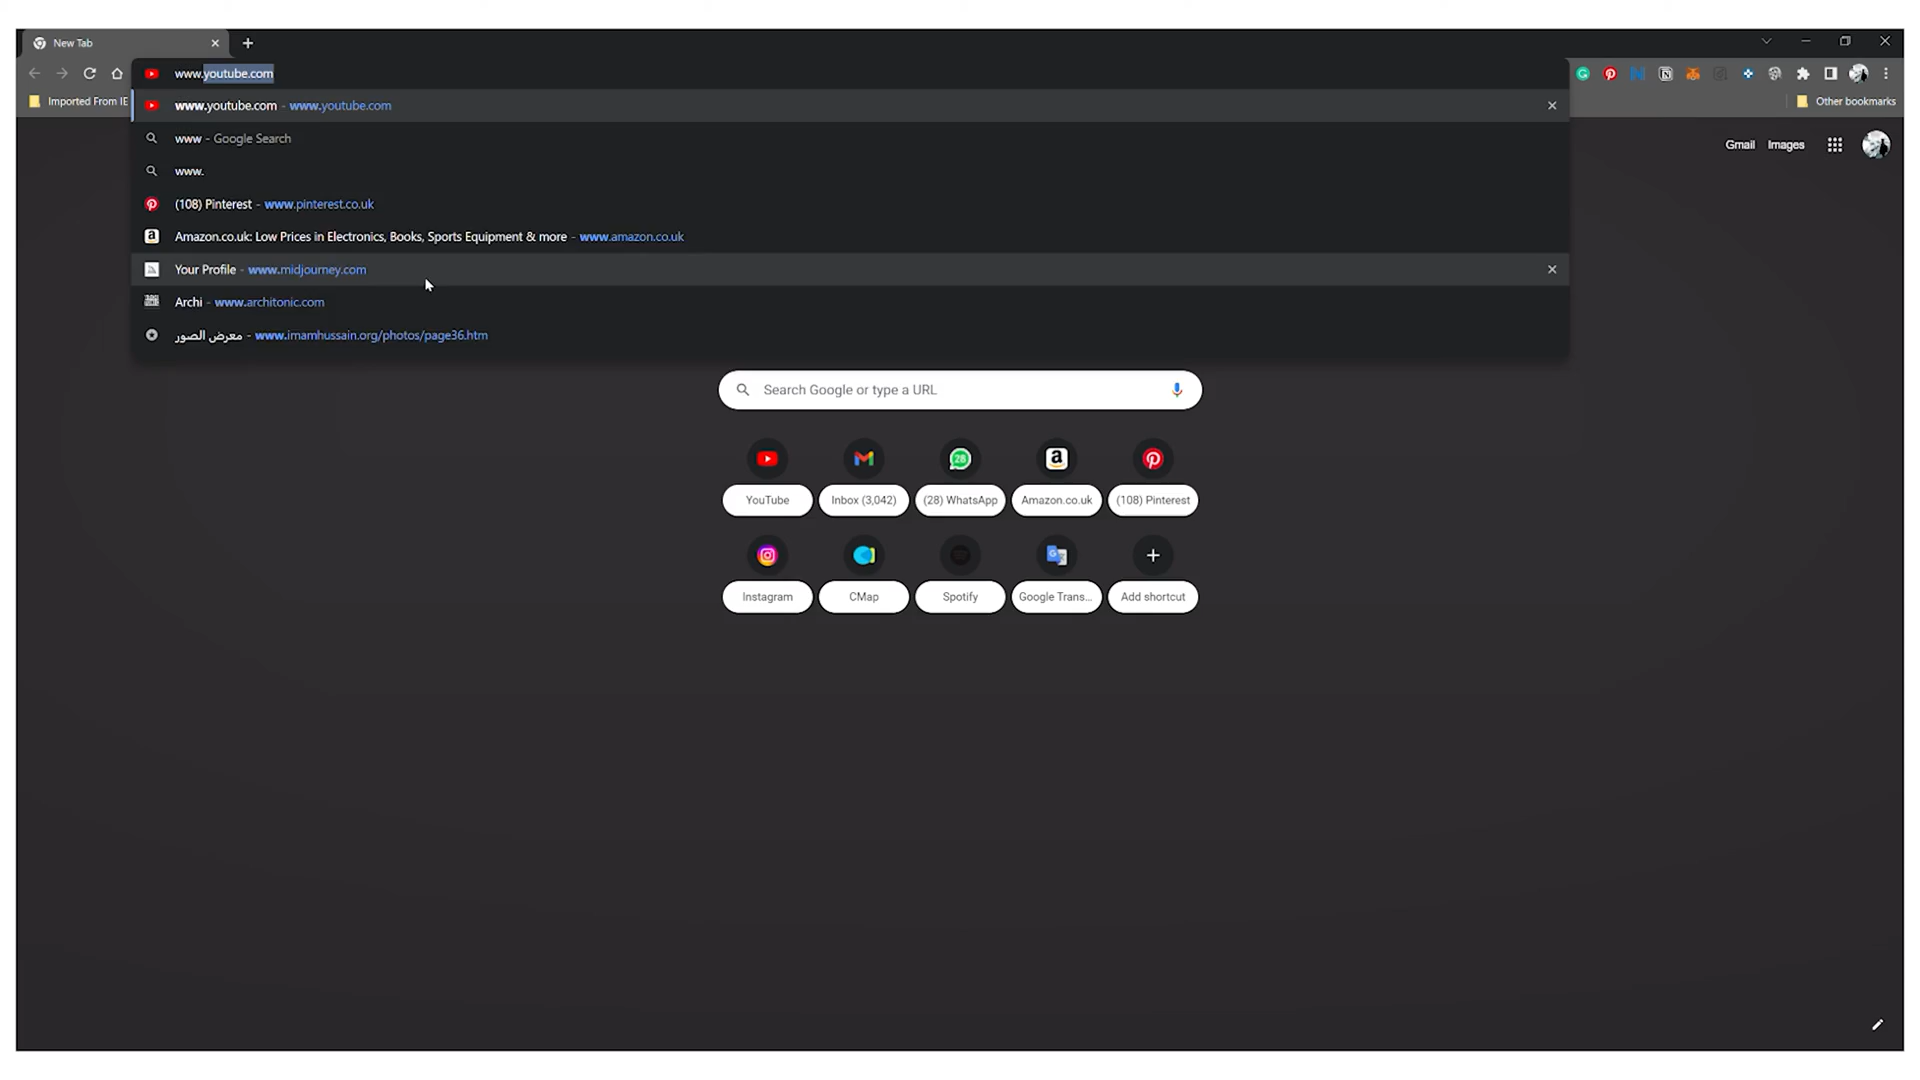 New Tab
www.youtube.com
Imported From IE
Other bookmarks
www.youtube.com - www.youtube.com
www - Google Search
www.
(108) Pinterest - www.pinterest.co.uk
Amazon.co.uk: Low Prices in Electronics, Books, Sports Equipment & more - www.amazon.co.uk
Your Profile - www.midjourney.com
Archi - www.architonic.com
معرض الصور - www.imamhussain.org/photos/page36.htm
Gmail Images
Search Google or type a URL
28
YouTube Inbox (3,042) (28) WhatsApp Amazon.co.uk (108) Pinterest
Instagram CMap Spotify Google Trans... Add shortcut